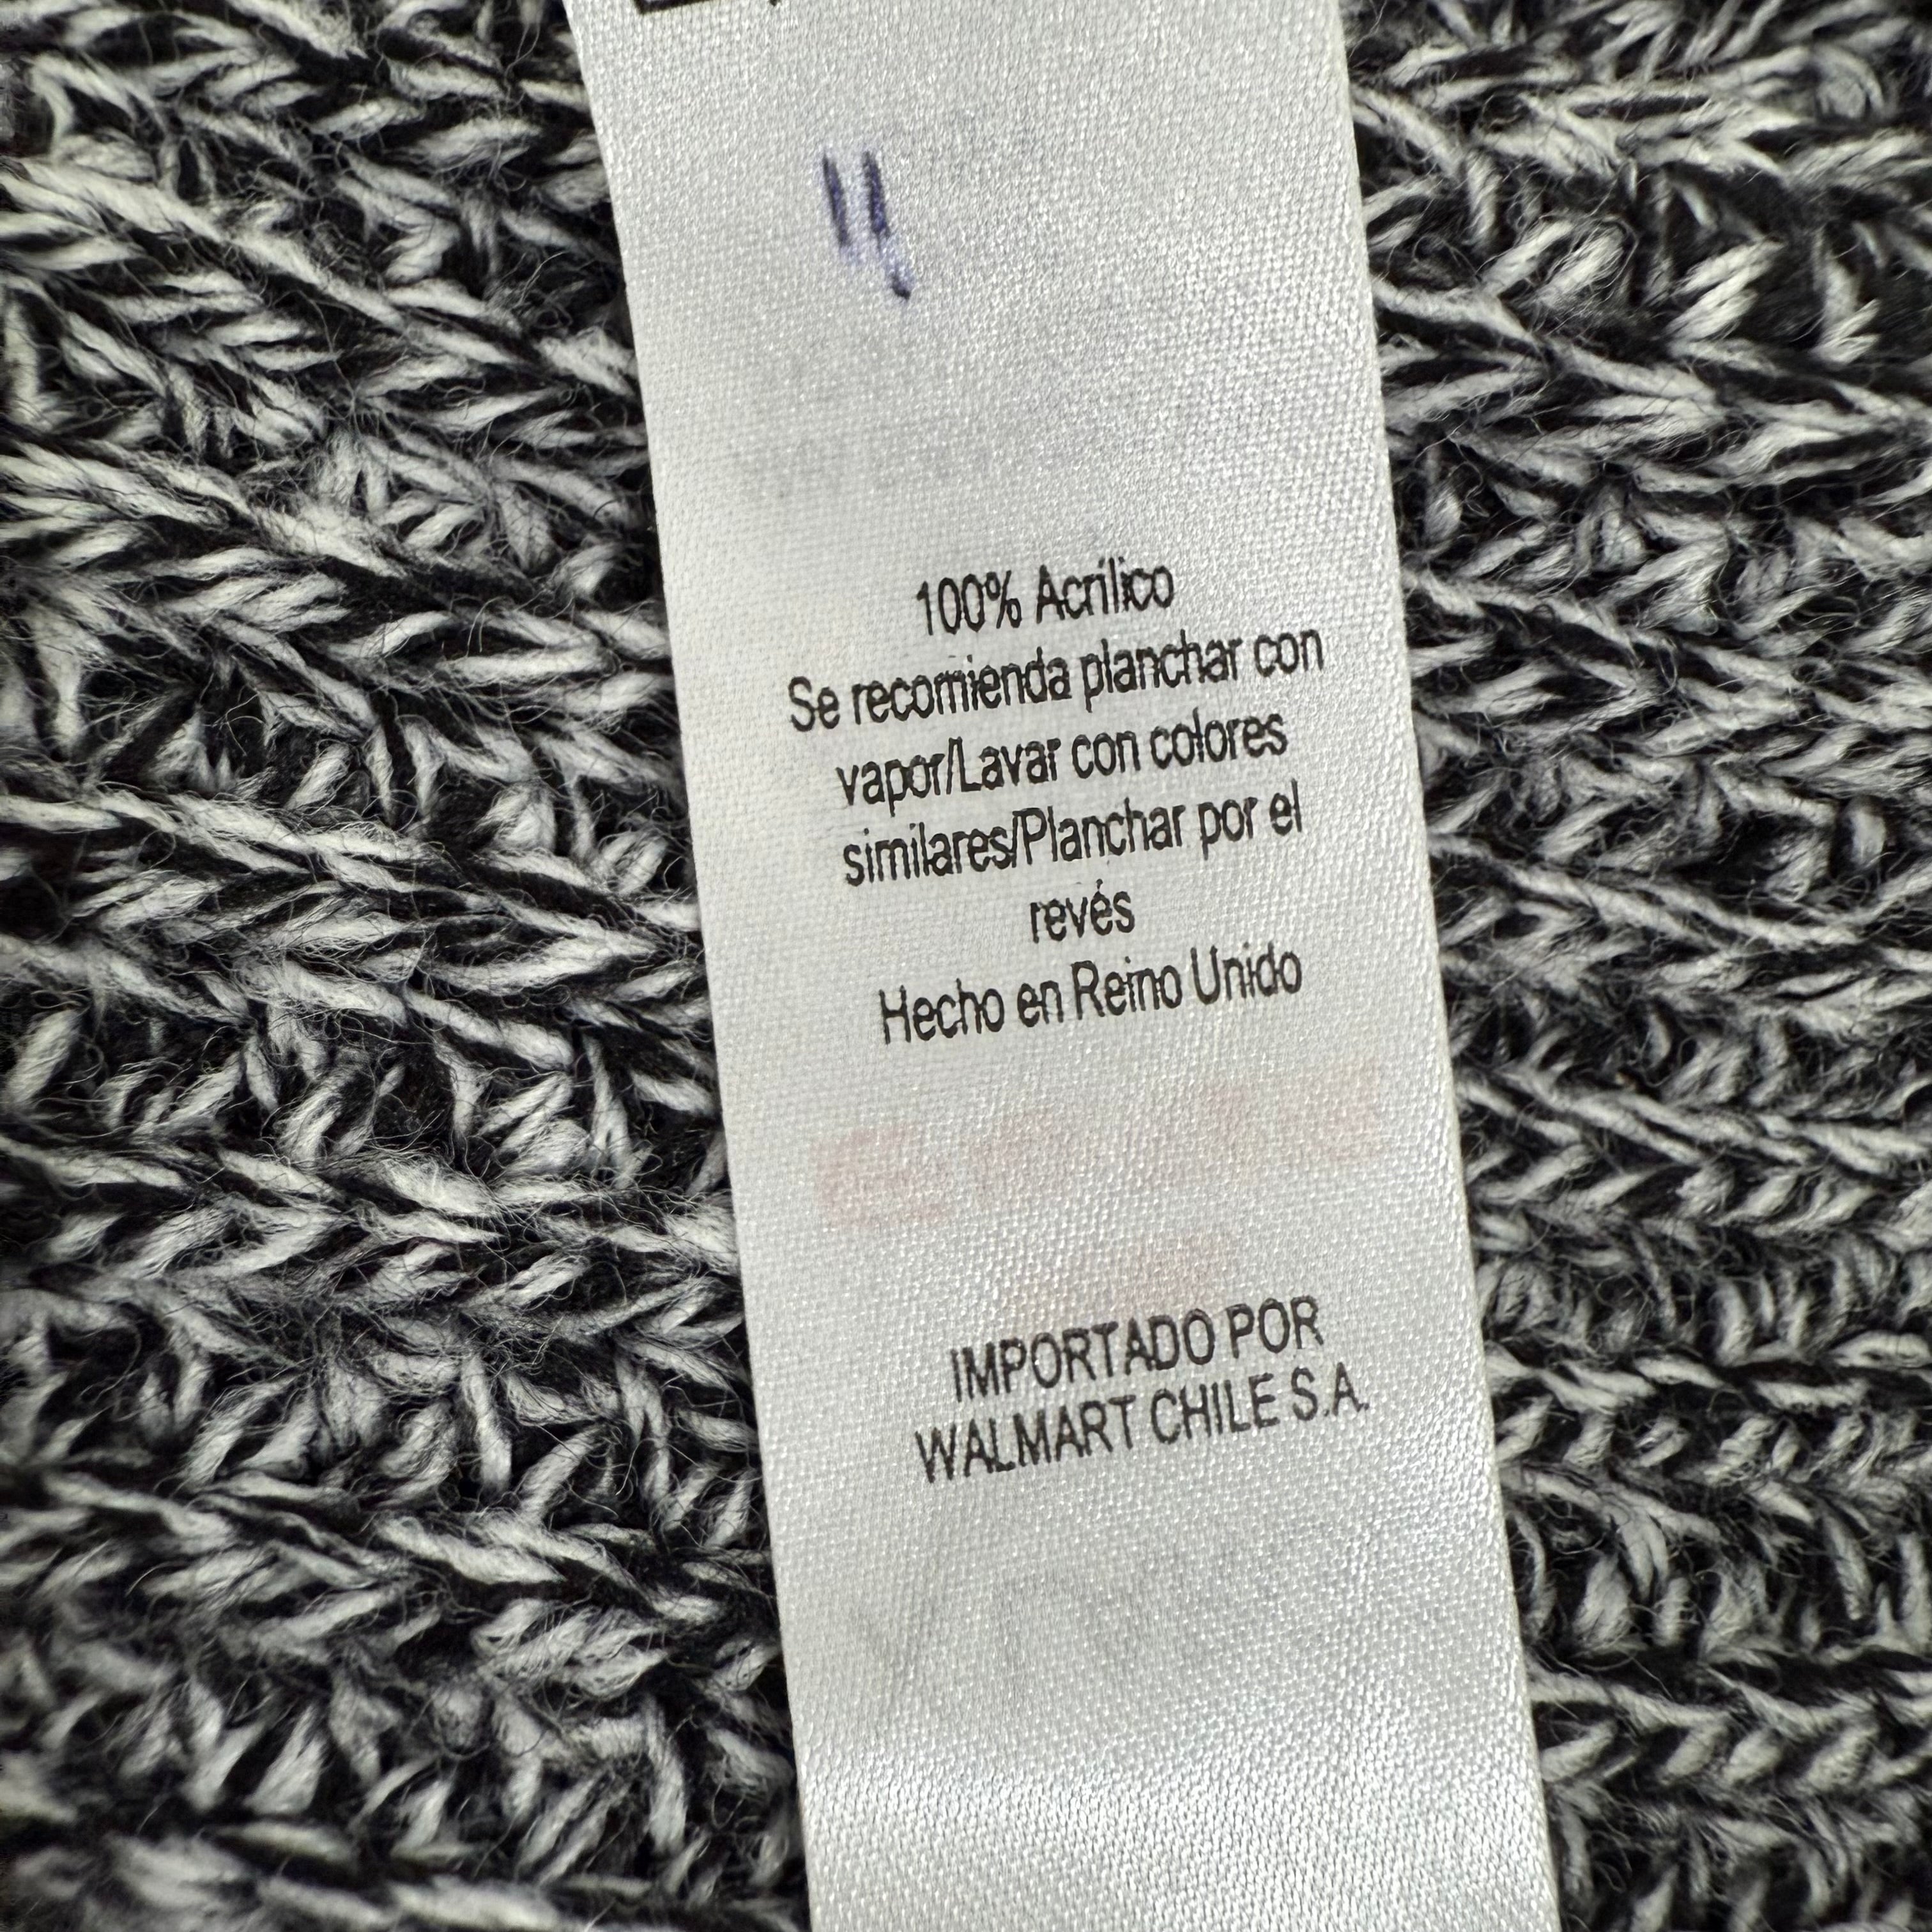 100% Acrílico
Se recomienda planchar con
vapor/Lavar con colores
similares/Planchar por el
revés
Hecho en Reino Unido
IMPORTADO POR
WALMART CHILE S.A.